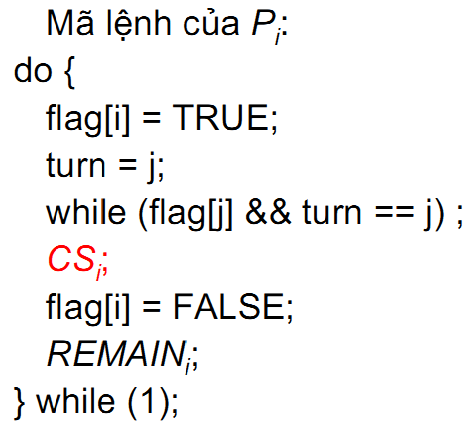 Mã lệnh của Pi:
do {
flag[i] = TRUE;
turn = j;
while (flag[j] && turn == j) ;
CSi;
flag[i] = FALSE;
REMAINi;
} while (1);